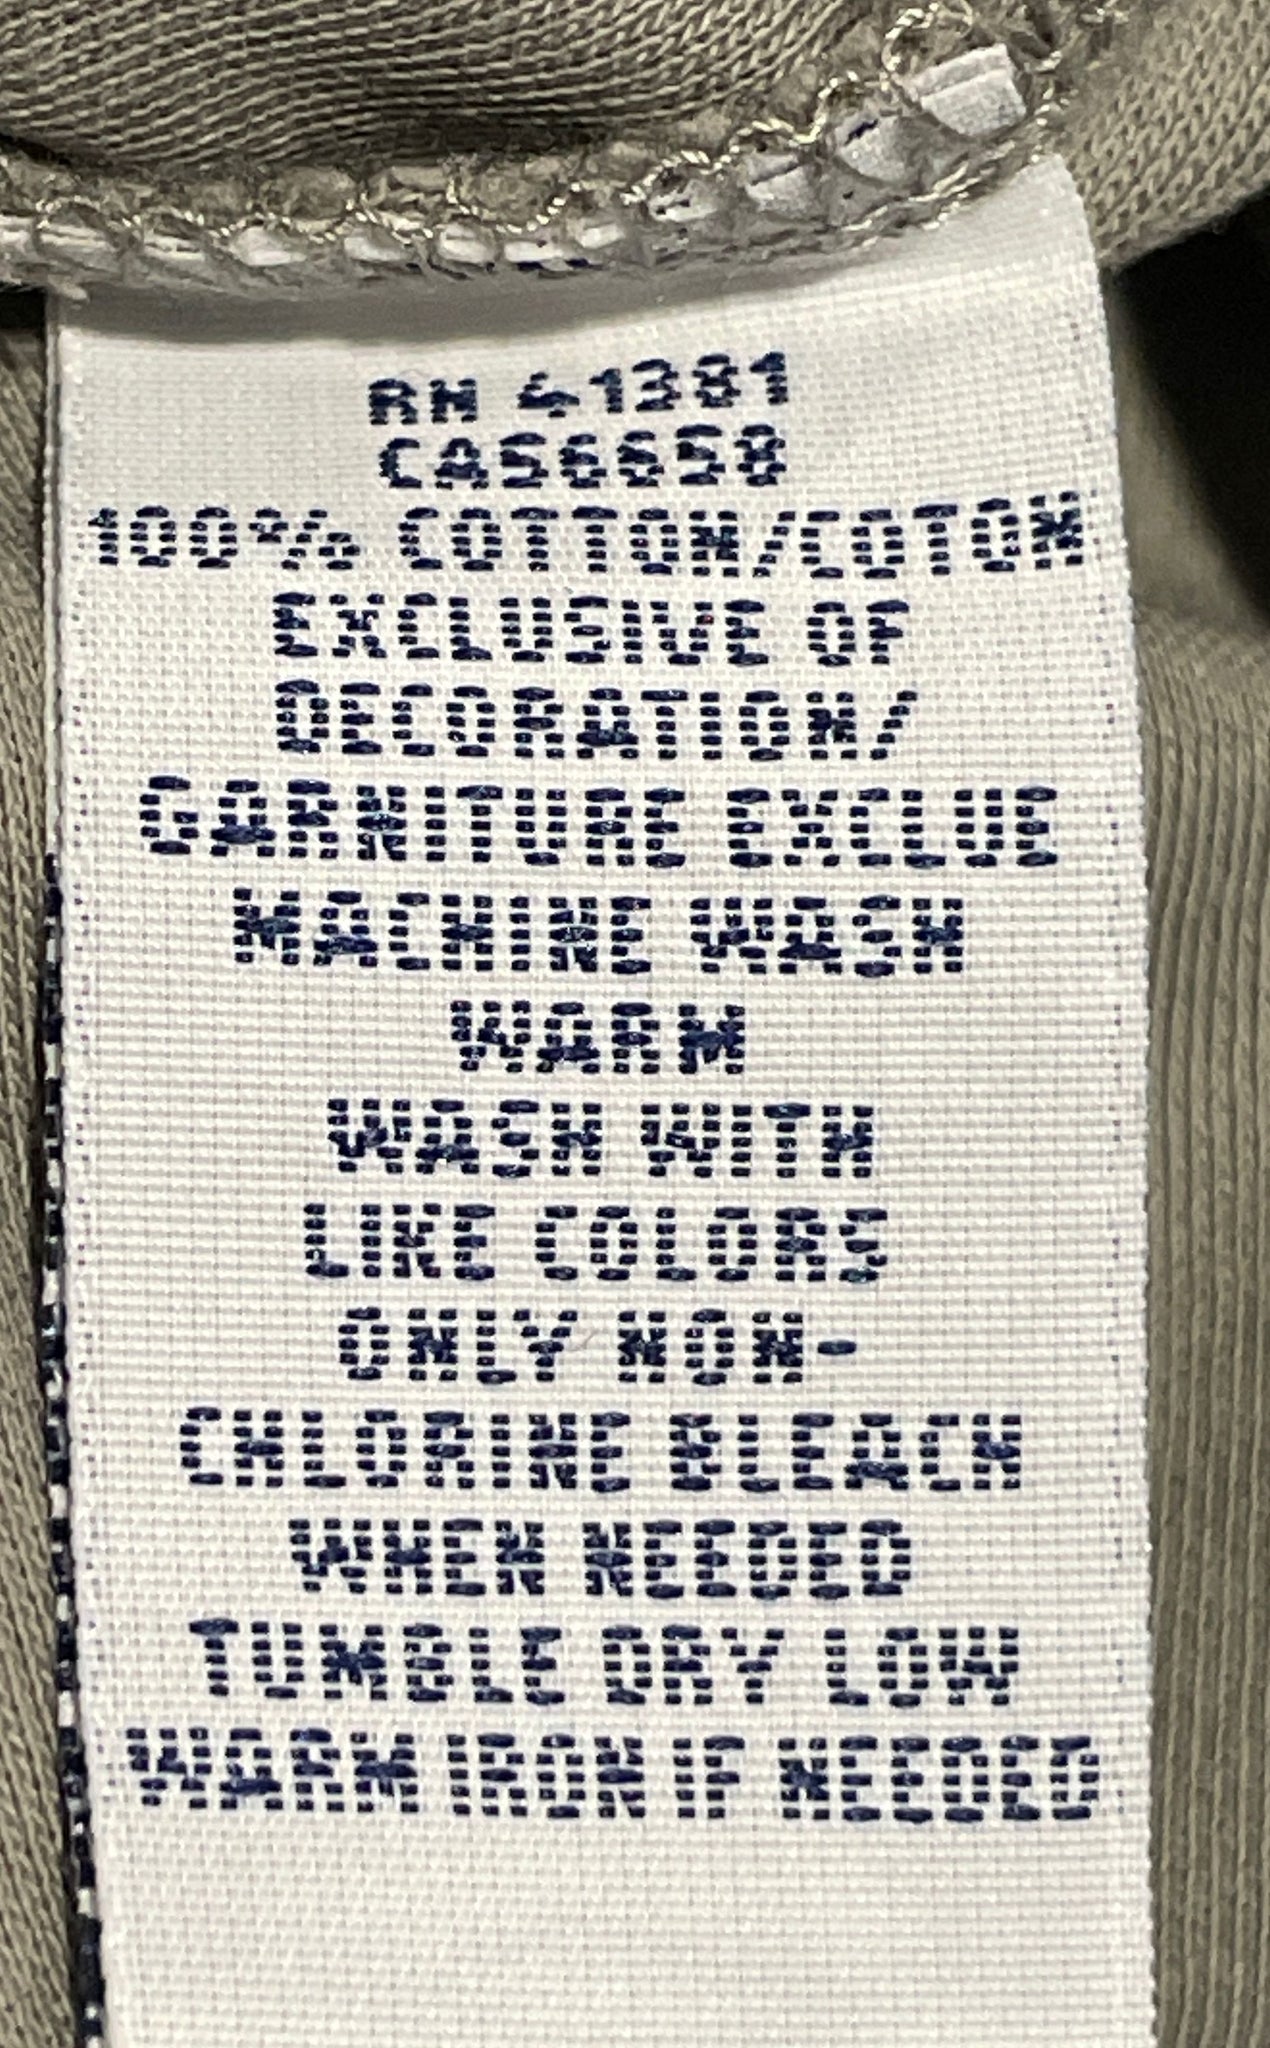 RN 41381
CA56658
100% COTTON/COTON
EXCLUSIVE OF
DECORATION/
GARNITURE EXCLUE
MACHINE WASH
WARM
WASH WITH
LIKE COLORS
ONLY NON-
CHLORINE BLEACH
WHEN NEEDED
TUMBLE DRY LOW
WARM IRON IF NEEDED